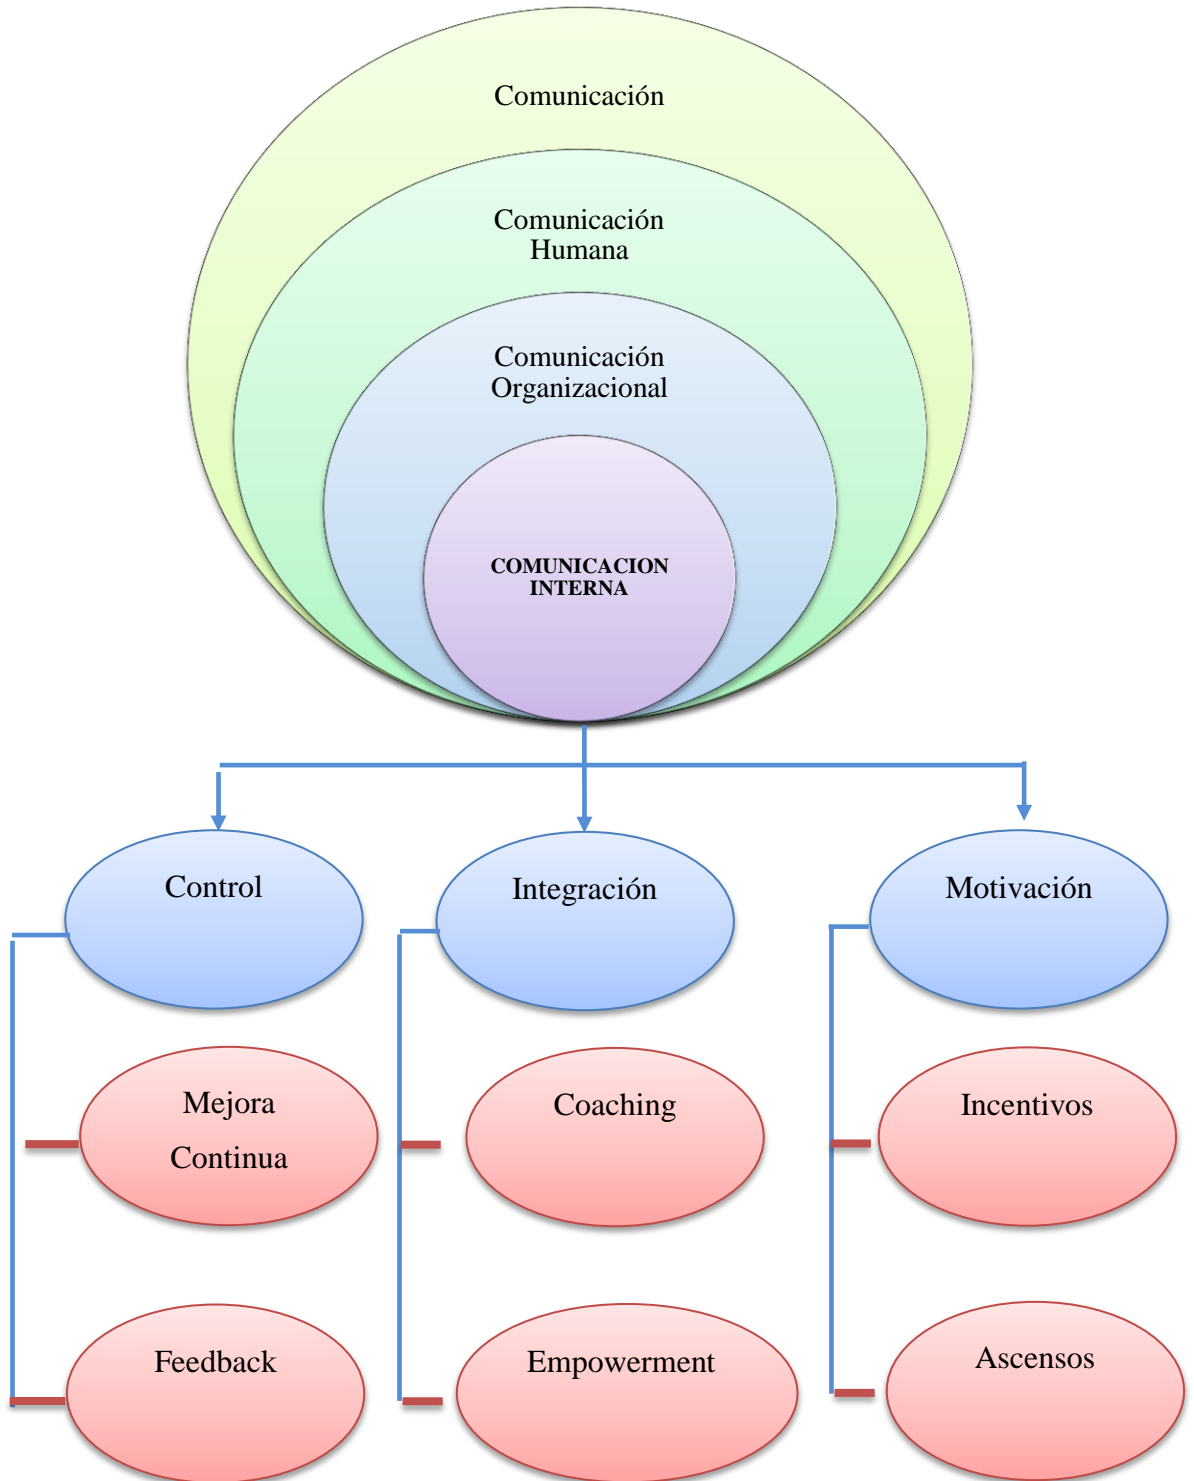 Comunicación
Comunicación
Humana
Comunicación
Organizacional
COMUNICACION
INTERNA
Control
Integración
Motivación
Mejora
Continua
Coaching
Incentivos
Feedback
Empowerment
Ascensos